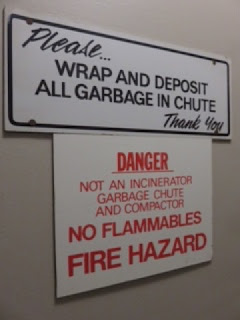 Please...
WRAP AND DEPOSIT
ALL GARBAGE IN CHUTE
Thank You
DANGER
NOT AN INCINERATOR
GARBAGE CHUTE
AND COMPACTOR
NO FLAMMABLES
FIRE HAZARD